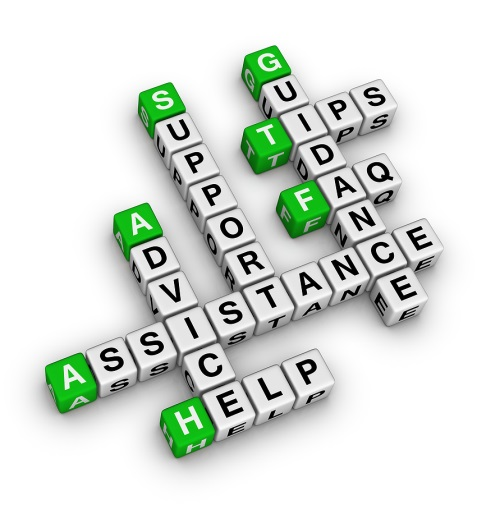 GUIDANCE
SUPPORT
TIPS
FAQ
ADVICE
ASSISTANCE
HELP